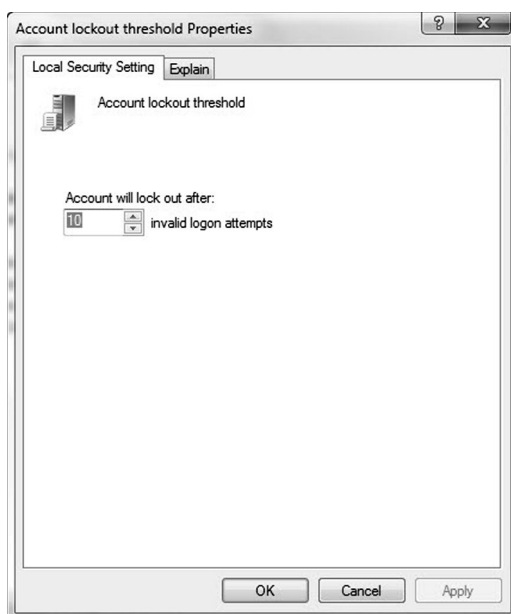 Account lockout threshold Properties
Local Security Setting
Explain
Account lockout threshold
Account will lock out after:
10
invalid logon attempts
OK
Cancel
Apply